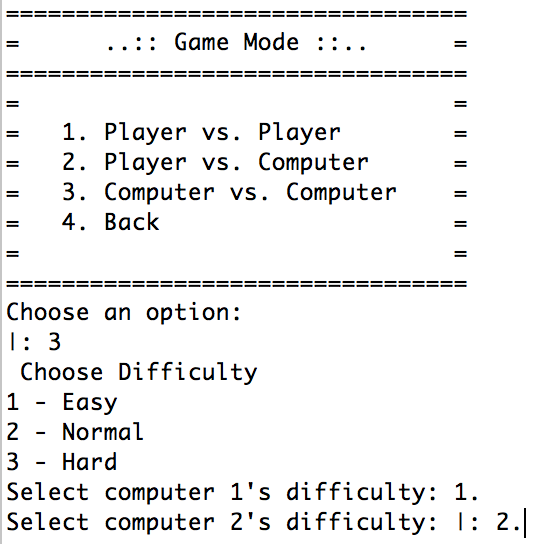 =================================
=      ..:: Game Mode ::..      =
=================================
=                               =
=   1. Player vs. Player        =
=   2. Player vs. Computer      =
=   3. Computer vs. Computer    =
=   4. Back                     =
=                               =
=================================
Choose an option:
|: 3
 Choose Difficulty
1 - Easy
2 - Normal
3 - Hard
Select computer 1's difficulty: 1.
Select computer 2's difficulty: |: 2.